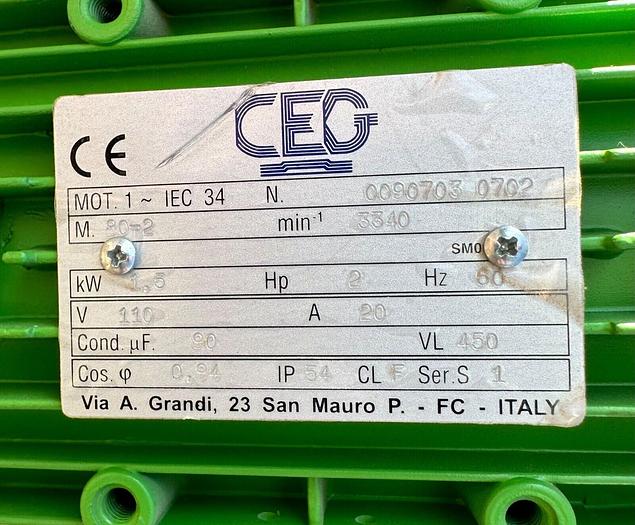 CE
CEG
MOT. 1 ~ IEC 34 N. 0090703 0702
M. 80-2 min⁻¹ 3340
SMO
kW 1,5 Hp 2 Hz 60
V 110 A 20
Cond. µF. 90 VL 450
Cos. φ 0,94 IP 54 CL F Ser.S 1
Via A. Grandi, 23 San Mauro P. - FC - ITALY